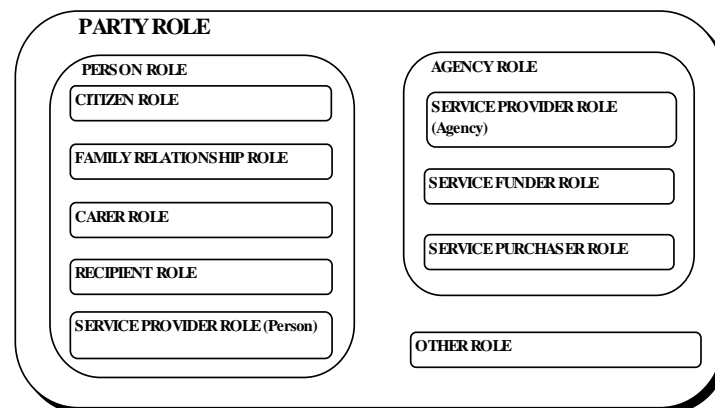 PARTY ROLE
PERSON ROLE
CITIZEN ROLE
FAMILY RELATIONSHIP ROLE
CARER ROLE
RECIPIENT ROLE
SERVICE PROVIDER ROLE (Person)
AGENCY ROLE
SERVICE PROVIDER ROLE
(Agency)
SERVICE FUNDER ROLE
SERVICE PURCHASER ROLE
OTHER ROLE